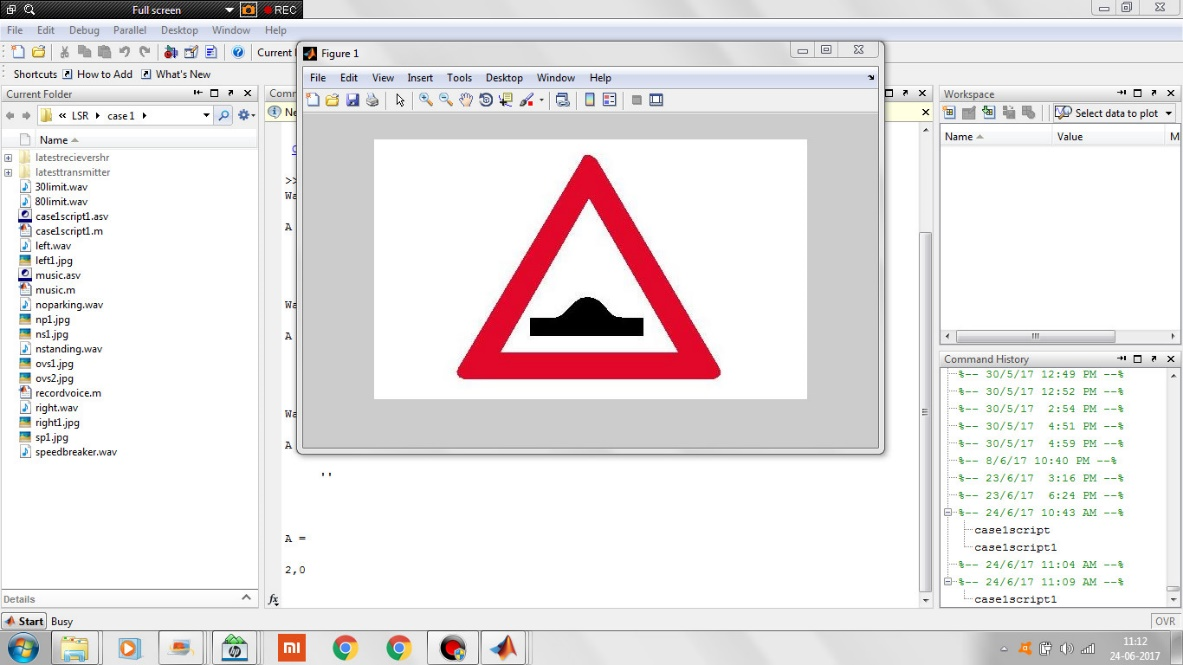 Full screen
REC
File Edit Debug Parallel Desktop Window Help
Current
Shortcuts How to Add What's New
Current Folder
« LSR case 1
Name
latestrecievershr
latesttransmitter
30limit.wav
80limit.wav
case1script1.asv
case1script1.m
left.wav
left1.jpg
music.asv
music.m
noparking.wav
np1.jpg
ns1.jpg
nstanding.wav
ovs1.jpg
ovs2.jpg
recordvoice.m
right.wav
right1.jpg
sp1.jpg
speedbreaker.wav
Details
Start Busy
Figure 1
File Edit View Insert Tools Desktop Window Help
>>
A
A
A
''
A =
2,0
fx
Workspace
Select data to plot
Name Value
Command History
%-- 30/5/17 12:49 PM --%
%-- 30/5/17 12:52 PM --%
%-- 30/5/17 2:54 PM --%
%-- 30/5/17 4:51 PM --%
%-- 30/5/17 4:59 PM --%
%-- 8/6/17 10:40 PM --%
%-- 23/6/17 3:16 PM --%
%-- 23/6/17 6:24 PM --%
%-- 24/6/17 10:43 AM --%
case1script
case1script1
%-- 24/6/17 11:04 AM --%
%-- 24/6/17 11:09 AM --%
case1script1
OVR
hp
mi
11:12
24-06-2017